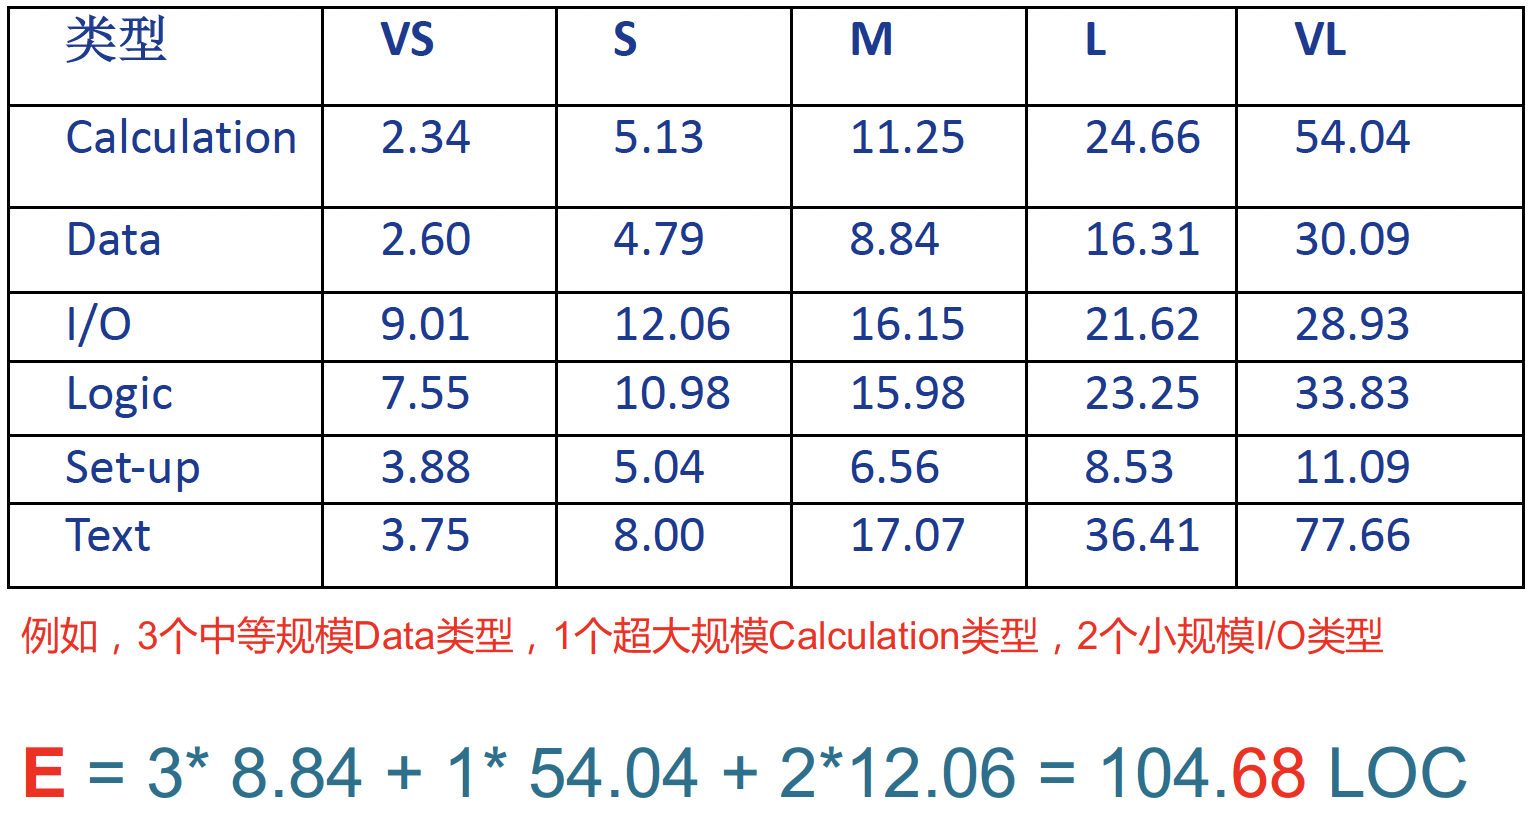 类型 VS S M L VL
Calculation 2.34 5.13 11.25 24.66 54.04
Data 2.60 4.79 8.84 16.31 30.09
I/O 9.01 12.06 16.15 21.62 28.93
Logic 7.55 10.98 15.98 23.25 33.83
Set-up 3.88 5.04 6.56 8.53 11.09
Text 3.75 8.00 17.07 36.41 77.66
例如，3个中等规模Data类型，1个超大规模Calculation类型，2个小规模I/O类型
E = 3* 8.84 + 1* 54.04 + 2*12.06 = 104.68 LOC